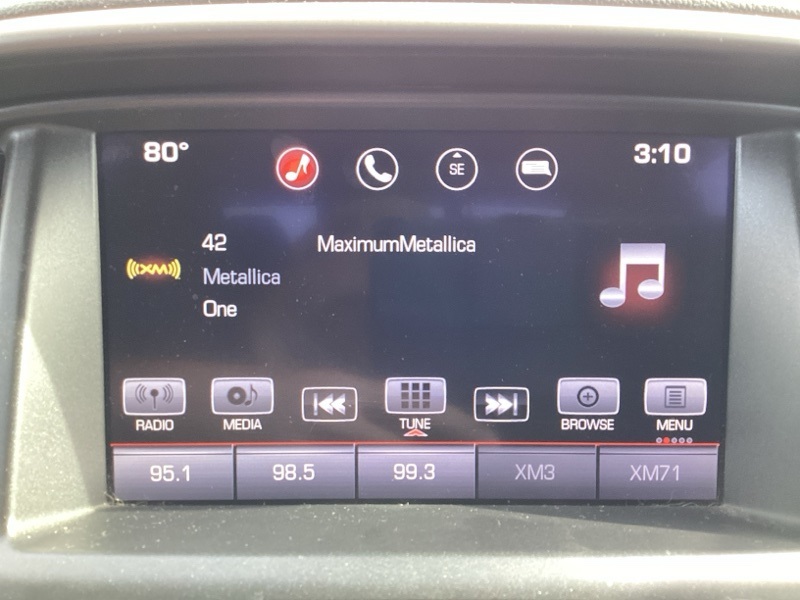 80°
SE
3:10
XM
42
MaximumMetallica
Metallica
One
RADIO
MEDIA
TUNE
BROWSE
MENU
95.1
98.5
99.3
XM3
XM71